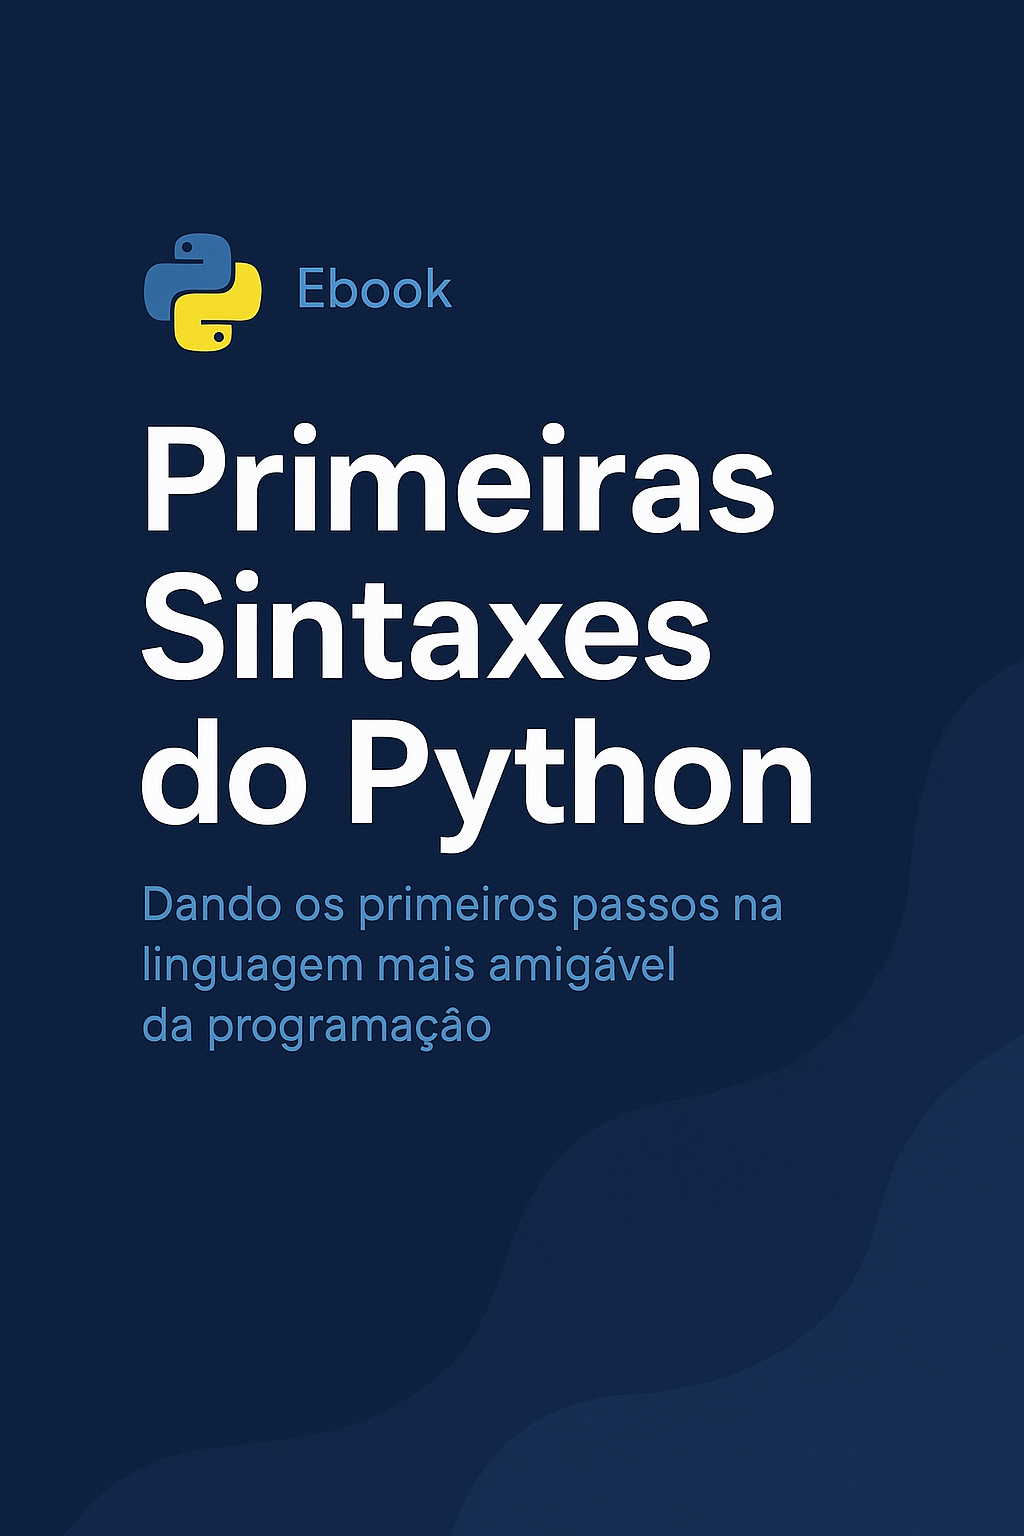 Ebook
Primeiras
Sintaxes
do Python
Dando os primeiros passos na
linguagem mais amigável
da programaçâo